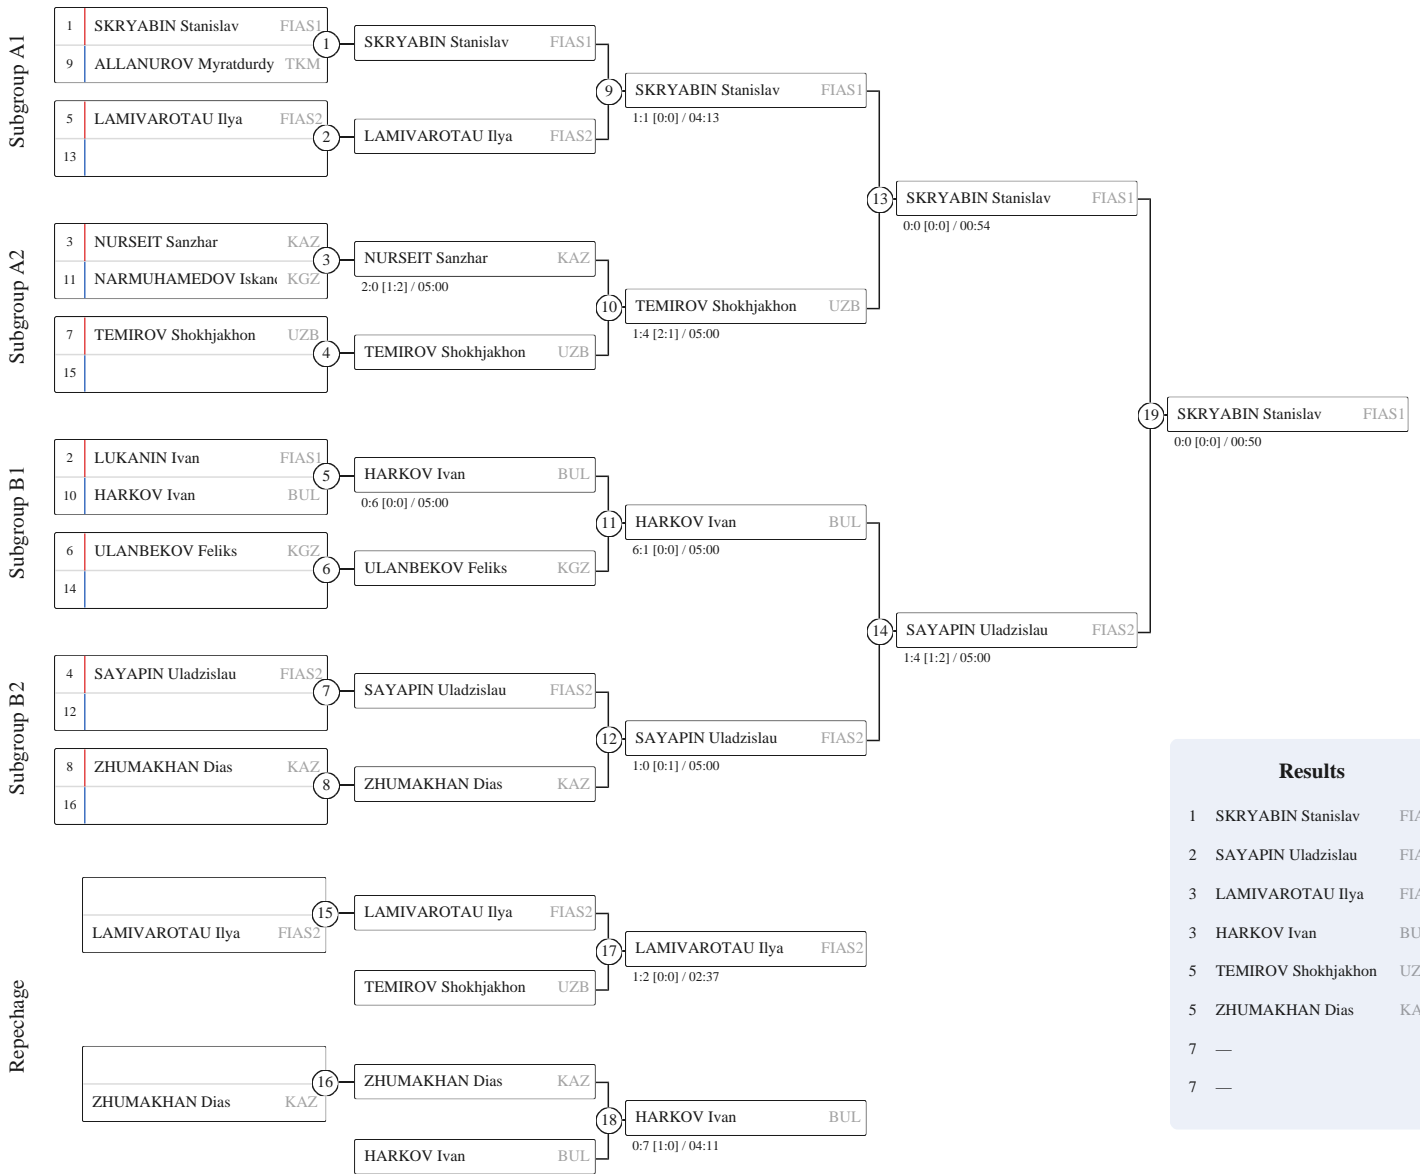 Subgroup A1
1 SKRYABIN Stanislav FIAS1
9 ALLANUROV Myratdurdy TKM
1
5 LAMIVAROTAU Ilya FIAS2
13
2
SKRYABIN Stanislav FIAS1
LAMIVAROTAU Ilya FIAS2
9
SKRYABIN Stanislav FIAS1
1:1 [0:0] / 04:13
Subgroup A2
3 NURSEIT Sanzhar KAZ
11 NARMUHAMEDOV Iskan KGZ
3
7 TEMIROV Shokhjakhon UZB
15
4
NURSEIT Sanzhar KAZ
2:0 [1:2] / 05:00
TEMIROV Shokhjakhon UZB
10
TEMIROV Shokhjakhon UZB
1:4 [2:1] / 05:00
13
SKRYABIN Stanislav FIAS1
0:0 [0:0] / 00:54
Subgroup B1
2 LUKANIN Ivan FIAS1
10 HARKOV Ivan BUL
5
6 ULANBEKOV Feliks KGZ
14
6
HARKOV Ivan BUL
0:6 [0:0] / 05:00
ULANBEKOV Feliks KGZ
11
HARKOV Ivan BUL
6:1 [0:0] / 05:00
Subgroup B2
4 SAYAPIN Uladzislau FIAS2
12
7
8 ZHUMAKHAN Dias KAZ
16
8
SAYAPIN Uladzislau FIAS2
ZHUMAKHAN Dias KAZ
12
SAYAPIN Uladzislau FIAS2
1:0 [0:1] / 05:00
14
SAYAPIN Uladzislau FIAS2
1:4 [1:2] / 05:00
19
SKRYABIN Stanislav FIAS1
0:0 [0:0] / 00:50
Repechage
LAMIVAROTAU Ilya FIAS2
15
LAMIVAROTAU Ilya FIAS2
TEMIROV Shokhjakhon UZB
17
LAMIVAROTAU Ilya FIAS2
1:2 [0:0] / 02:37
ZHUMAKHAN Dias KAZ
16
ZHUMAKHAN Dias KAZ
HARKOV Ivan BUL
18
HARKOV Ivan BUL
0:7 [1:0] / 04:11
Results
1 SKRYABIN Stanislav
2 SAYAPIN Uladzislau
3 LAMIVAROTAU Ilya
3 HARKOV Ivan
5 TEMIROV Shokhjakhon
5 ZHUMAKHAN Dias
7 —
7 —